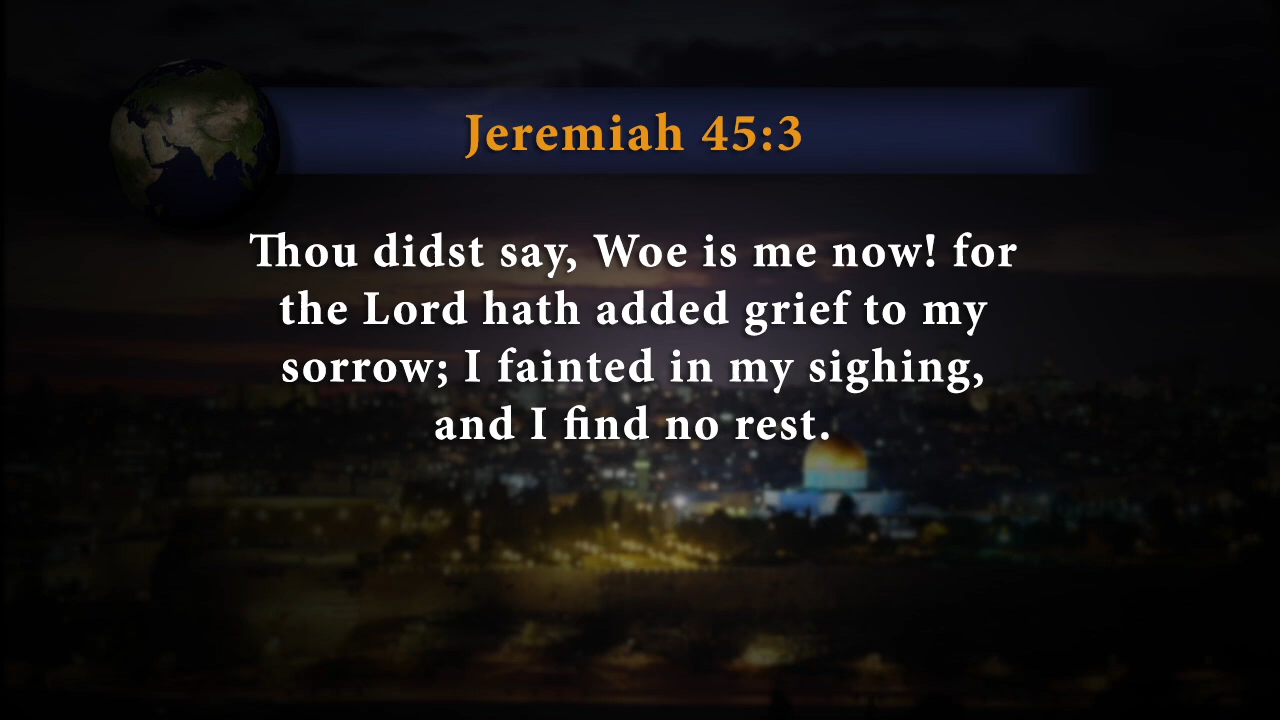 Jeremiah 45:3
Thou didst say, Woe is me now! for
the Lord hath added grief to my
sorrow; I fainted in my sighing,
and I find no rest.